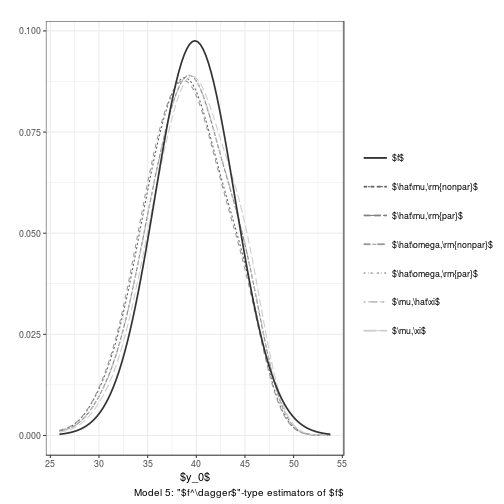 0.100
0.075
0.050
0.025
0.000
25 30 35 40 45 50 55
$y_0$
Model 5: "$f^\dagger$"-type estimators of $f$
$f$
$\hat\mu,\rm{nonpar}$
$\hat\mu,\rm{par}$
$\hat\omega,\rm{nonpar}$
$\hat\omega,\rm{par}$
$\mu,\hat\xi$
$\mu,\xi$